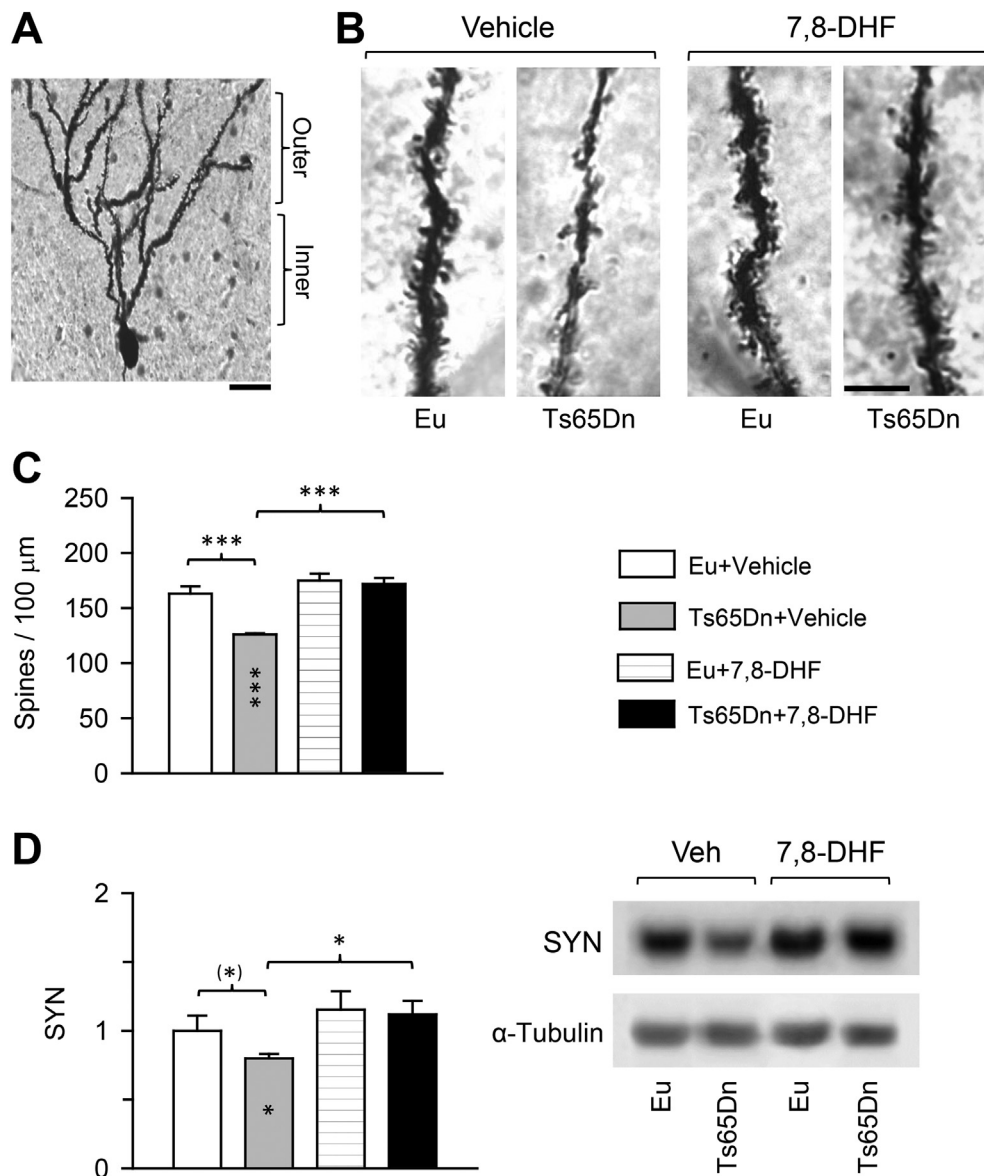 A
Outer
Inner
B
Vehicle
7,8-DHF
Eu
Ts65Dn
Eu
Ts65Dn
C
Spines / 100 μm
250
200
150
100
50
0
***
***
***
Eu+Vehicle
Ts65Dn+Vehicle
Eu+7,8-DHF
Ts65Dn+7,8-DHF
D
SYN
2
1
0
(*)
*
*
Veh
7,8-DHF
SYN
α-Tubulin
Eu
Ts65Dn
Eu
Ts65Dn